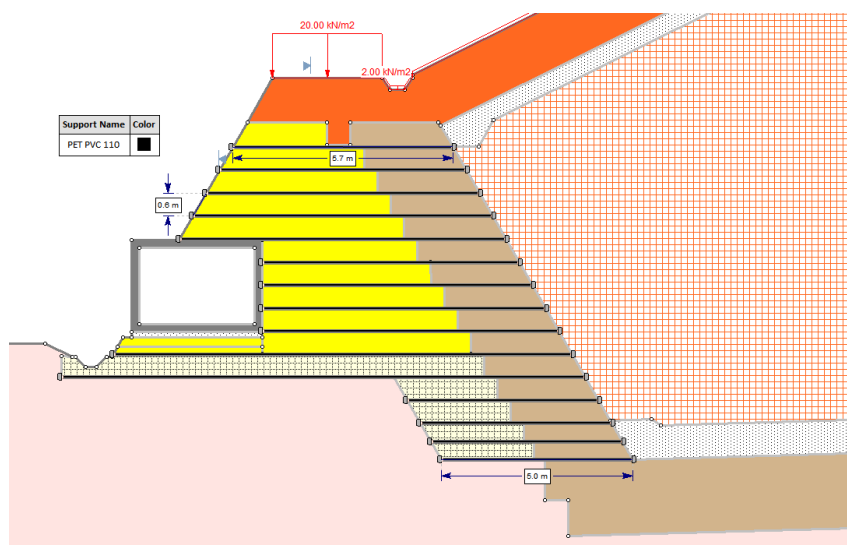 20.00 kN/m2
2.00 kN/m2
Support Name Color
PET PVC 110
5.7 m
0.6 m
5.0 m